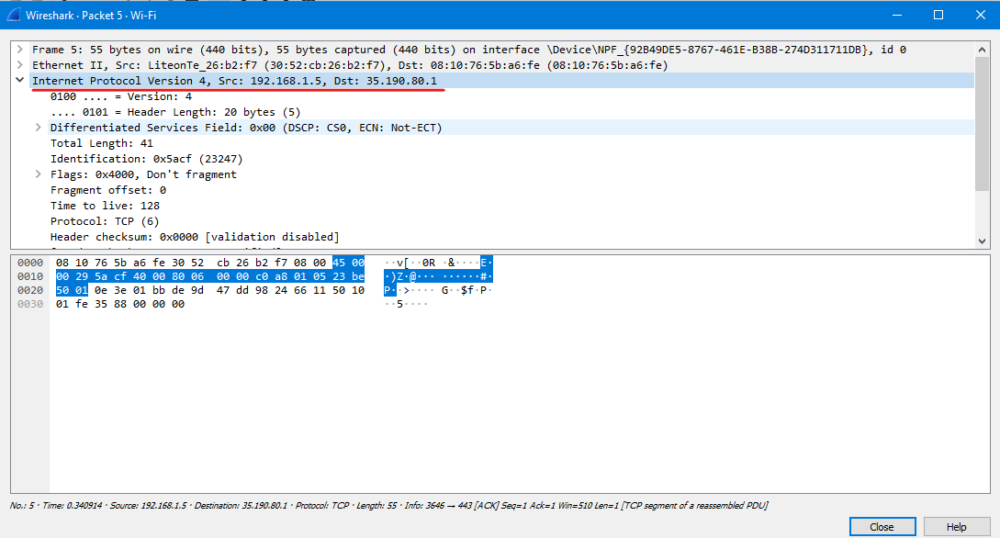 Wireshark · Packet 5 · Wi-Fi
Frame 5: 55 bytes on wire (440 bits), 55 bytes captured (440 bits) on interface \Device\NPF_{92B49DE5-8767-461E-B38B-274D311711DB}, id 0
Ethernet II, Src: LiteonTe_26:b2:f7 (30:52:cb:26:b2:f7), Dst: 08:10:76:5b:a6:fe (08:10:76:5b:a6:fe)
Internet Protocol Version 4, Src: 192.168.1.5, Dst: 35.190.80.1
0100 .... = Version: 4
.... 0101 = Header Length: 20 bytes (5)
Differentiated Services Field: 0x00 (DSCP: CS0, ECN: Not-ECT)
Total Length: 41
Identification: 0x5acf (23247)
Flags: 0x4000, Don't fragment
Fragment offset: 0
Time to live: 128
Protocol: TCP (6)
Header checksum: 0x0000 [validation disabled]
0000 08 10 76 5b a6 fe 30 52 cb 26 b2 f7 08 00 45 00 ··v[··0R ·&····E·
0010 00 29 5a cf 40 00 80 06 00 00 c0 a8 01 05 23 be ·)Z·@··· ······#·
0020 50 01 0e 3e 01 bb de 9d 47 dd 98 24 66 11 50 10 P··>···· G··$f·P·
0030 01 fe 35 88 00 00 00 ··5····
No.: 5 · Time: 0.340914 · Source: 192.168.1.5 · Destination: 35.190.80.1 · Protocol: TCP · Length: 55 · Info: 3646 → 443 [ACK] Seq=1 Ack=1 Win=510 Len=1 [TCP segment of a reassembled PDU]
Close Help